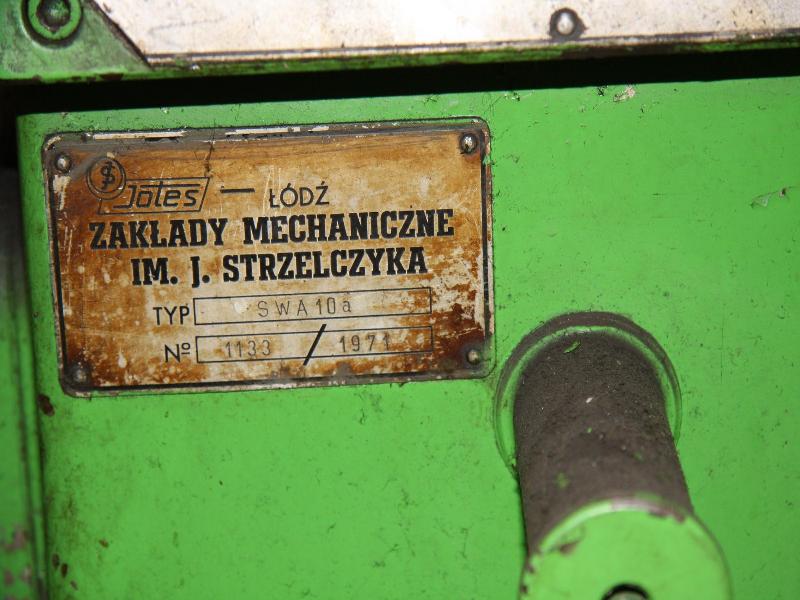 Jotes — ŁÓDŹ
ZAKŁADY MECHANICZNE
IM. J. STRZELCZYKA
TYP SWA10a
Nº 1133 / 1971